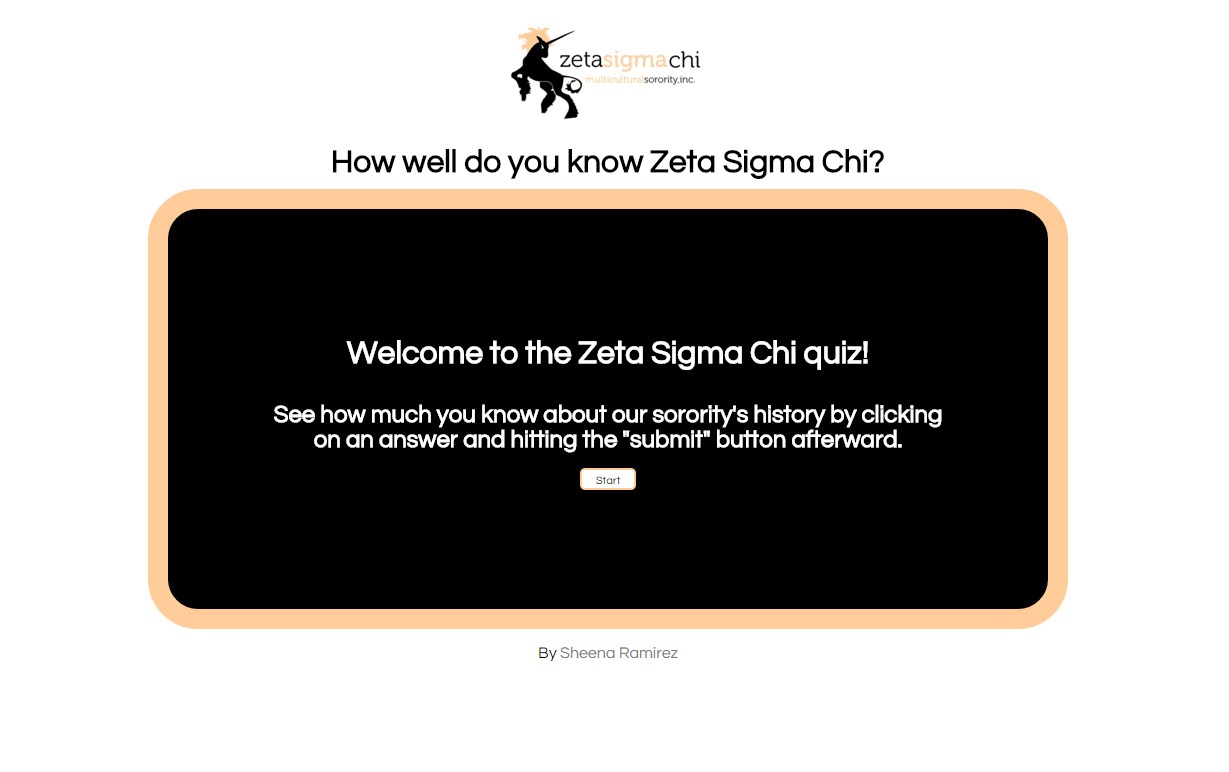 zetasigmachi
multiculturalsorority,inc.
How well do you know Zeta Sigma Chi?
Welcome to the Zeta Sigma Chi quiz!
See how much you know about our sorority's history by clicking
on an answer and hitting the "submit" button afterward.
Start
By Sheena Ramirez